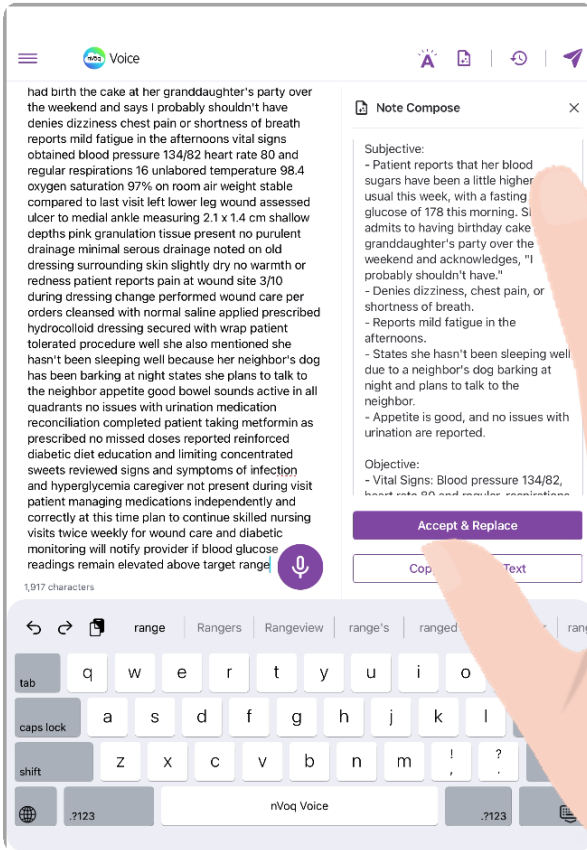 nVoq Voice
had birth the cake at her granddaughter's party over
the weekend and says I probably shouldn't have
denies dizziness chest pain or shortness of breath
reports mild fatigue in the afternoons vital signs
obtained blood pressure 134/82 heart rate 80 and
regular respirations 16 unlabored temperature 98.4
oxygen saturation 97% on room air weight stable
compared to last visit left lower leg wound assessed
ulcer to medial ankle measuring 2.1 x 1.4 cm shallow
depths pink granulation tissue present no purulent
drainage minimal serous drainage noted on old
dressing surrounding skin slightly dry no warmth or
redness patient reports pain at wound site 3/10
during dressing change performed wound care per
orders cleansed with normal saline applied prescribed
hydrocolloid dressing secured with wrap patient
tolerated procedure well she also mentioned she
hasn't been sleeping well because her neighbor's dog
has been barking at night states she plans to talk to
the neighbor appetite good bowel sounds active in all
quadrants no issues with urination medication
reconciliation completed patient taking metformin as
prescribed no missed doses reported reinforced
diabetic diet education and limiting concentrated
sweets reviewed signs and symptoms of infection
and hyperglycemia caregiver not present during visit
patient managing medications independently and
correctly at this time plan to continue skilled nursing
visits twice weekly for wound care and diabetic
monitoring will notify provider if blood glucose
readings remain elevated above target range
1,917 characters
Note Compose
Subjective:
- Patient reports that her blood
sugars have been a little higher
usual this week, with a fasting
glucose of 178 this morning.
admits to having birthday cake
granddaughter's party over the
weekend and acknowledges, "I
probably shouldn't have."
- Denies dizziness, chest pain, or
shortness of breath.
- Reports mild fatigue in the
afternoons.
- States she hasn't been sleeping well
due to a neighbor's dog barking at
night and plans to talk to the
neighbor.
- Appetite is good, and no issues with
urination are reported.
Objective:
- Vital Signs: Blood pressure 134/82,
heart rate 80 and regular, respirations
Accept & Replace
Text
range Rangers Rangeview range's ranged
tab q w e r t y u i o
caps lock a s d f g h j k l
shift z x c v b n m ! , ? .
.?123 nVoq Voice .?123